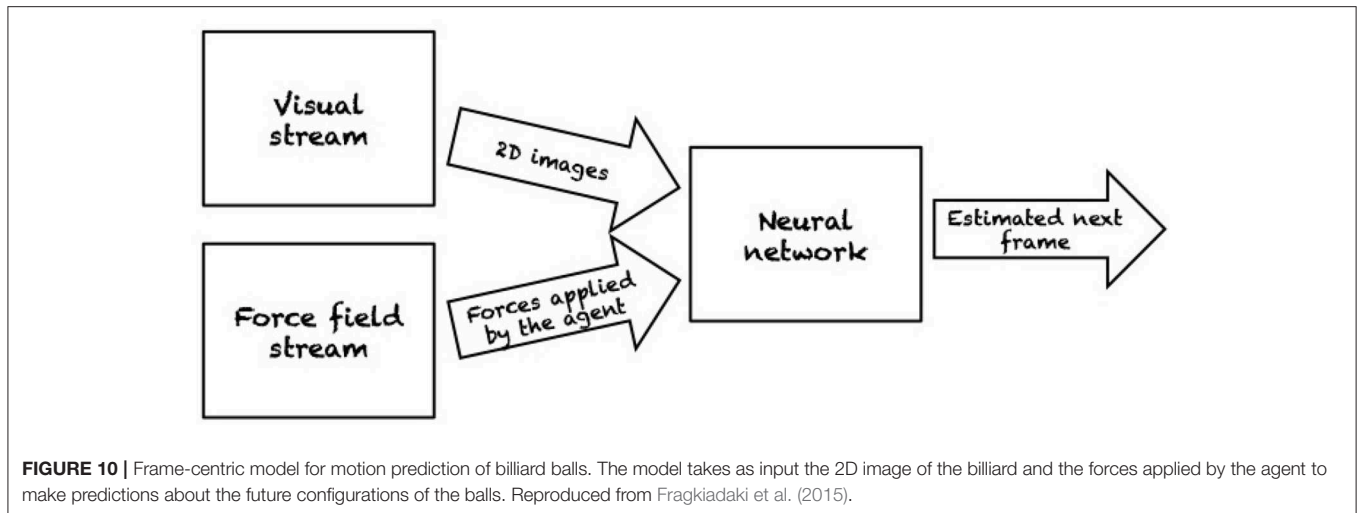 Visual
stream
2D images
Force field
stream
Forces applied
by the agent
Neural
network
Estimated next
frame
FIGURE 10 | Frame-centric model for motion prediction of billiard balls. The model takes as input the 2D image of the billiard and the forces applied by the agent to
make predictions about the future configurations of the balls. Reproduced from Fragkiadaki et al. (2015).